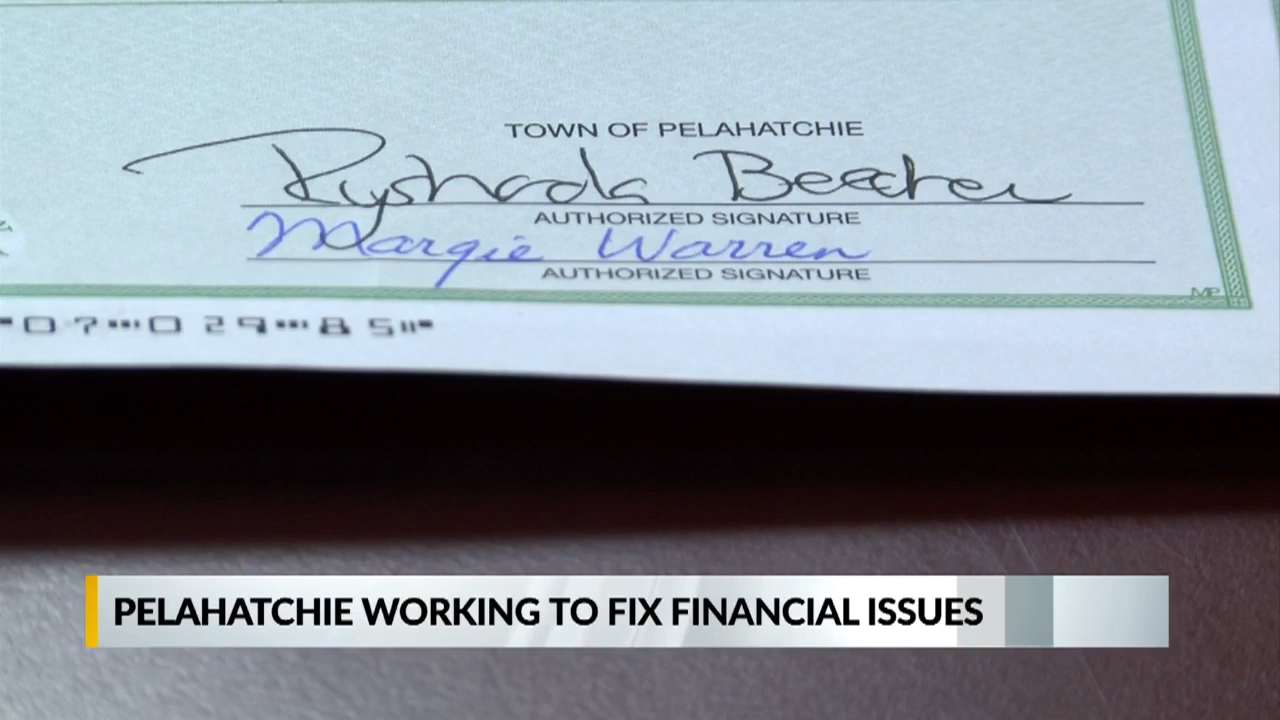 TOWN OF PELAHATCHIE
Ryshonda Beecher
AUTHORIZED SIGNATURE
Margie Warren
AUTHORIZED SIGNATURE
MP
07 029 85
PELAHATCHIE WORKING TO FIX FINANCIAL ISSUES